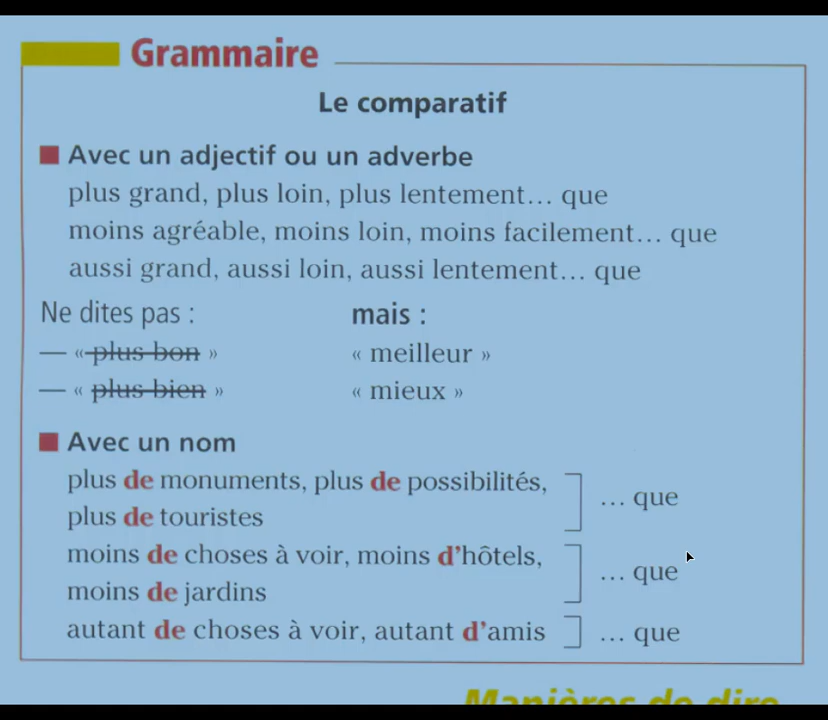 Grammaire
Le comparatif
Avec un adjectif ou un adverbe
plus grand, plus loin, plus lentement... que
moins agréable, moins loin, moins facilement... que
aussi grand, aussi loin, aussi lentement... que
Ne dites pas : mais :
— « plus bon » « meilleur »
— « plus bien » « mieux »
Avec un nom
plus de monuments, plus de possibilités,
plus de touristes
... que
moins de choses à voir, moins d'hôtels,
moins de jardins
... que
autant de choses à voir, autant d'amis ... que
Manières de dire